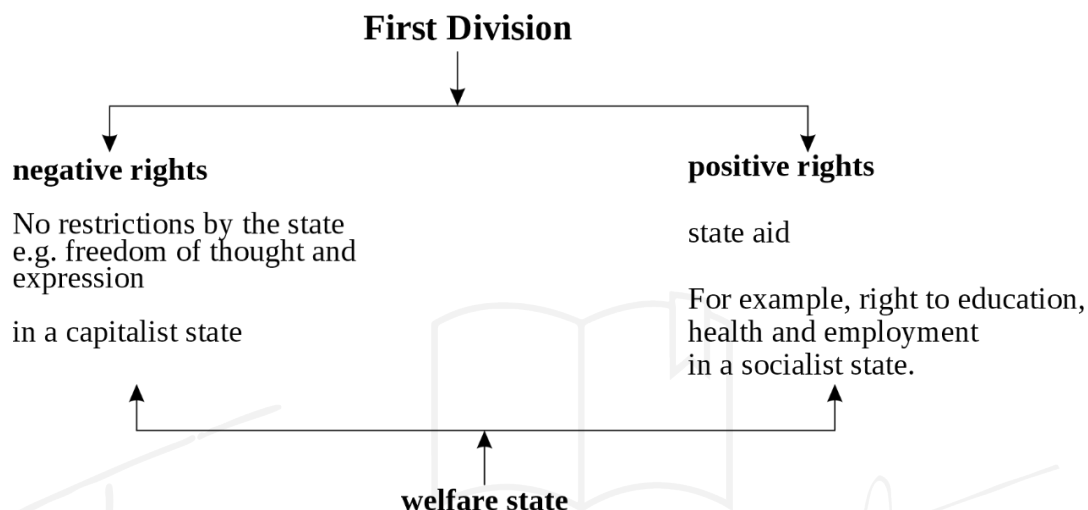 First Division
negative rights
No restrictions by the state
e.g. freedom of thought and
expression
in a capitalist state
positive rights
state aid
For example, right to education,
health and employment
in a socialist state.
welfare state